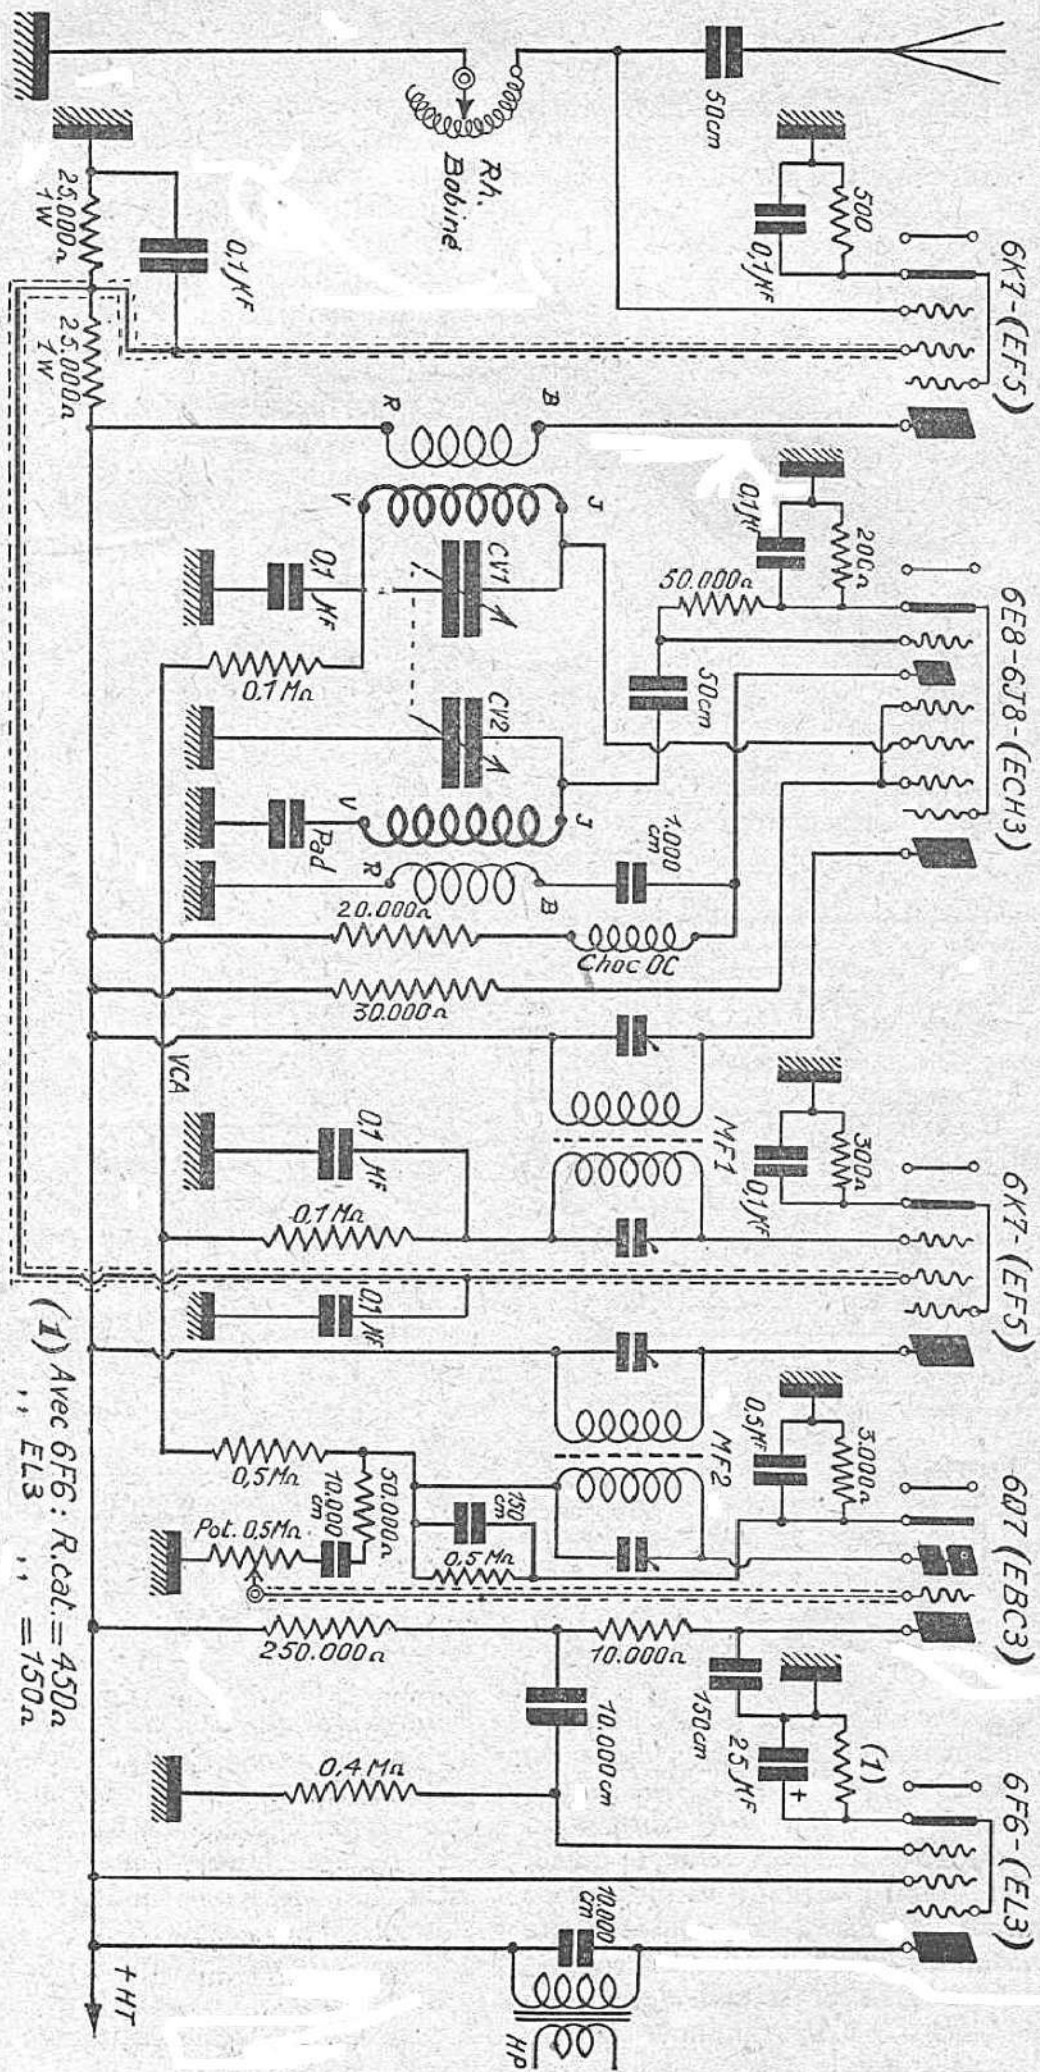 6K7-(EF5)
6E8-6J8-(ECH3)
6K7-(EF5)
6Q7(EBC3)
6F6-(EL3)
50cm
500
0,1µF
Rh.
Bobiné
25.000Ω
1W
0,1µF
25.000Ω
1W
B
R
200Ω
0,1µF
50.000Ω
50cm
J
V
CV1
0,1 µF
0,1 MΩ
CV2
J
V
Pad
R
B
1.000
cm
20.000Ω
Choc OC
30.000Ω
VCA
300Ω
0,1µF
MF1
0,1 µF
0,1 MΩ
0,1 µF
MF2
0,5µF
150
cm
0,5 MΩ
0,5 MΩ
50.000Ω
10.000
cm
Pot. 0,5MΩ
250.000Ω
10.000Ω
150cm
10.000cm
0,4 MΩ
(1)
25 µF
+
10.000
cm
HP
+HT
(1) Avec 6F6: R.cat. = 450Ω
,, EL3 ,, = 150Ω